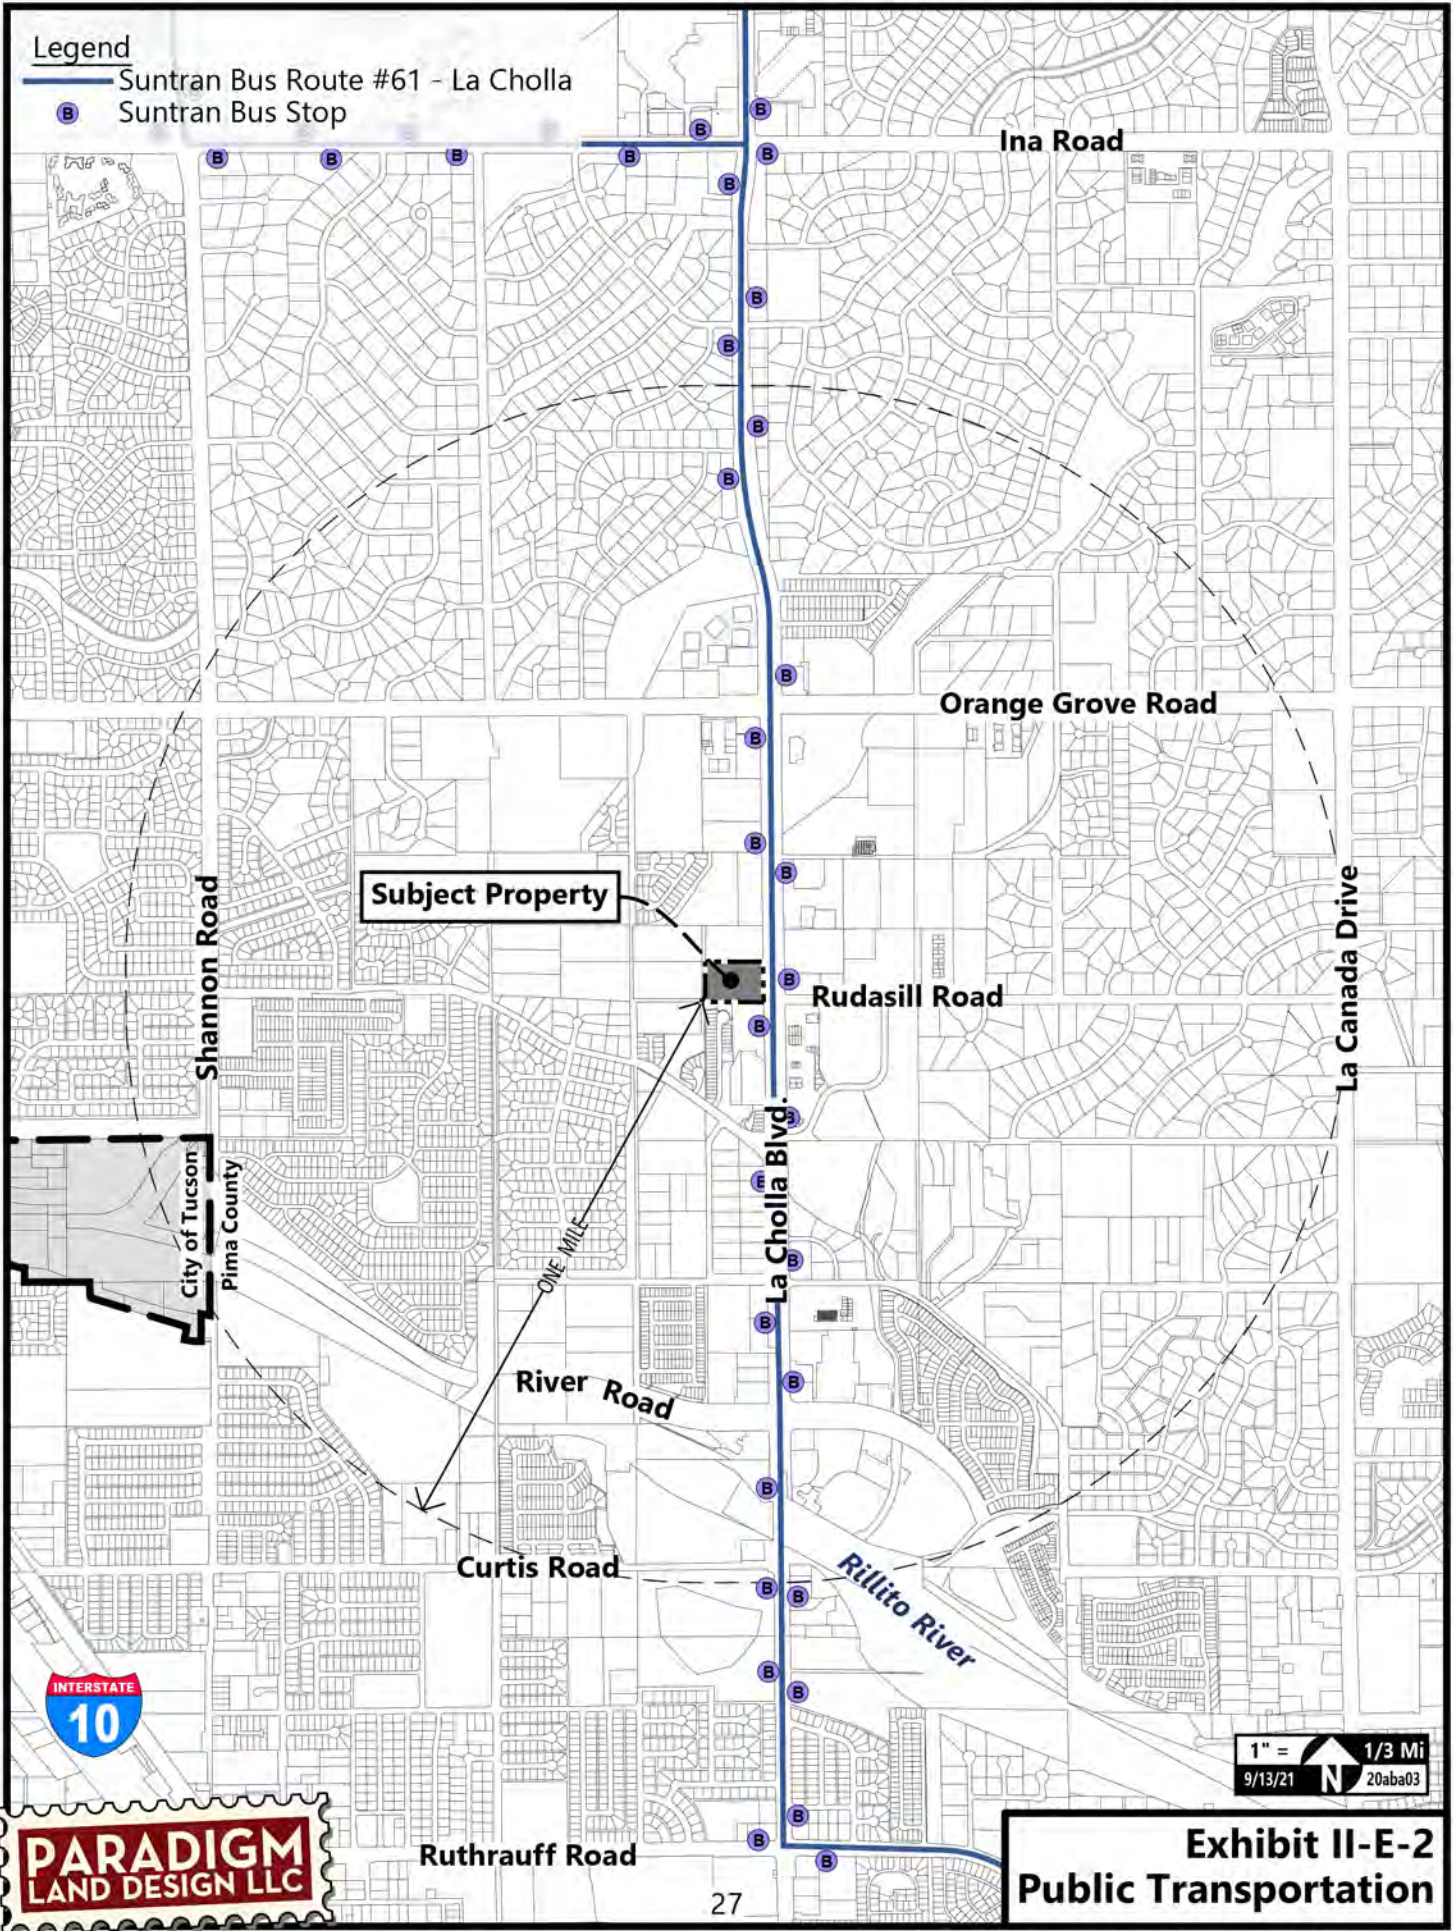 Legend
Suntran Bus Route #61 - La Cholla
B Suntran Bus Stop
B
B
B
Ina Road
B
B
B
B
B
B
B
B
B
B
B
Orange Grove Road
B
B
B
Subject Property
Shannon Road
La Canada Drive
B
Rudasill Road
B
La Cholla Blvd.
B
B
City of Tucson
Pima County
B
ONE MILE
B
B
River Road
B
Curtis Road
B
B
Rillito River
B
B
INTERSTATE
10
1" = 1/3 Mi
9/13/21 N 20aba03
PARADIGM
LAND DESIGN LLC
B
B
B
Ruthrauff Road
Exhibit II-E-2
Public Transportation
27